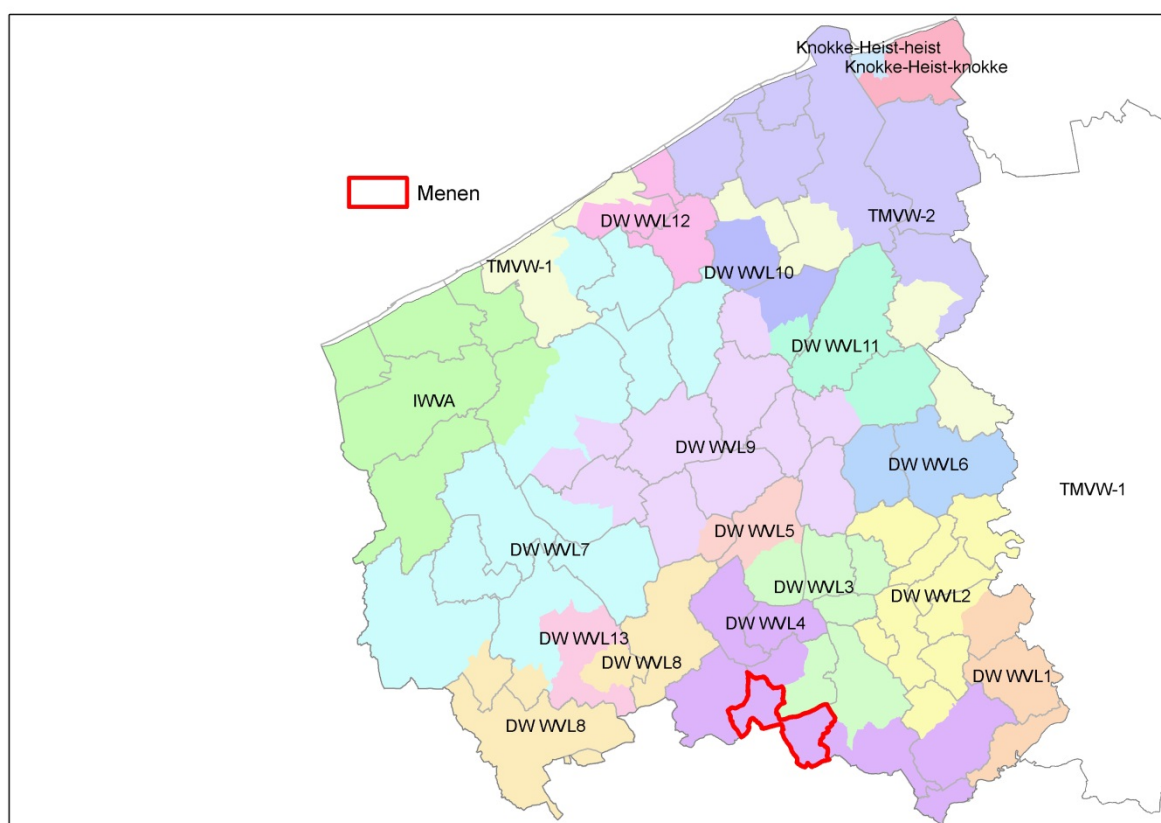 Knokke-Heist-heist
Knokke-Heist-knokke
Menen
DW WVL12
TMVW-2
TMVW-1
DW WVL10
DW WVL11
IWVA
DW WVL9
DW WVL6
TMVW-1
DW WVL5
DW WVL7
DW WVL3
DW WVL2
DW WVL4
DW WVL13
DW WVL8
DW WVL1
DW WVL8